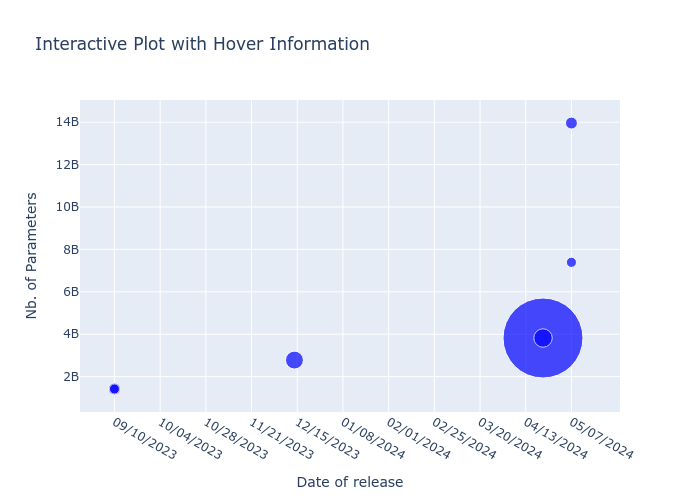 Interactive Plot with Hover Information
14B
12B
10B
8B
6B
4B
2B
Nb. of Parameters
09/10/2023
10/04/2023
10/28/2023
11/21/2023
12/15/2023
01/08/2024
02/01/2024
02/25/2024
03/20/2024
04/13/2024
05/07/2024
Date of release